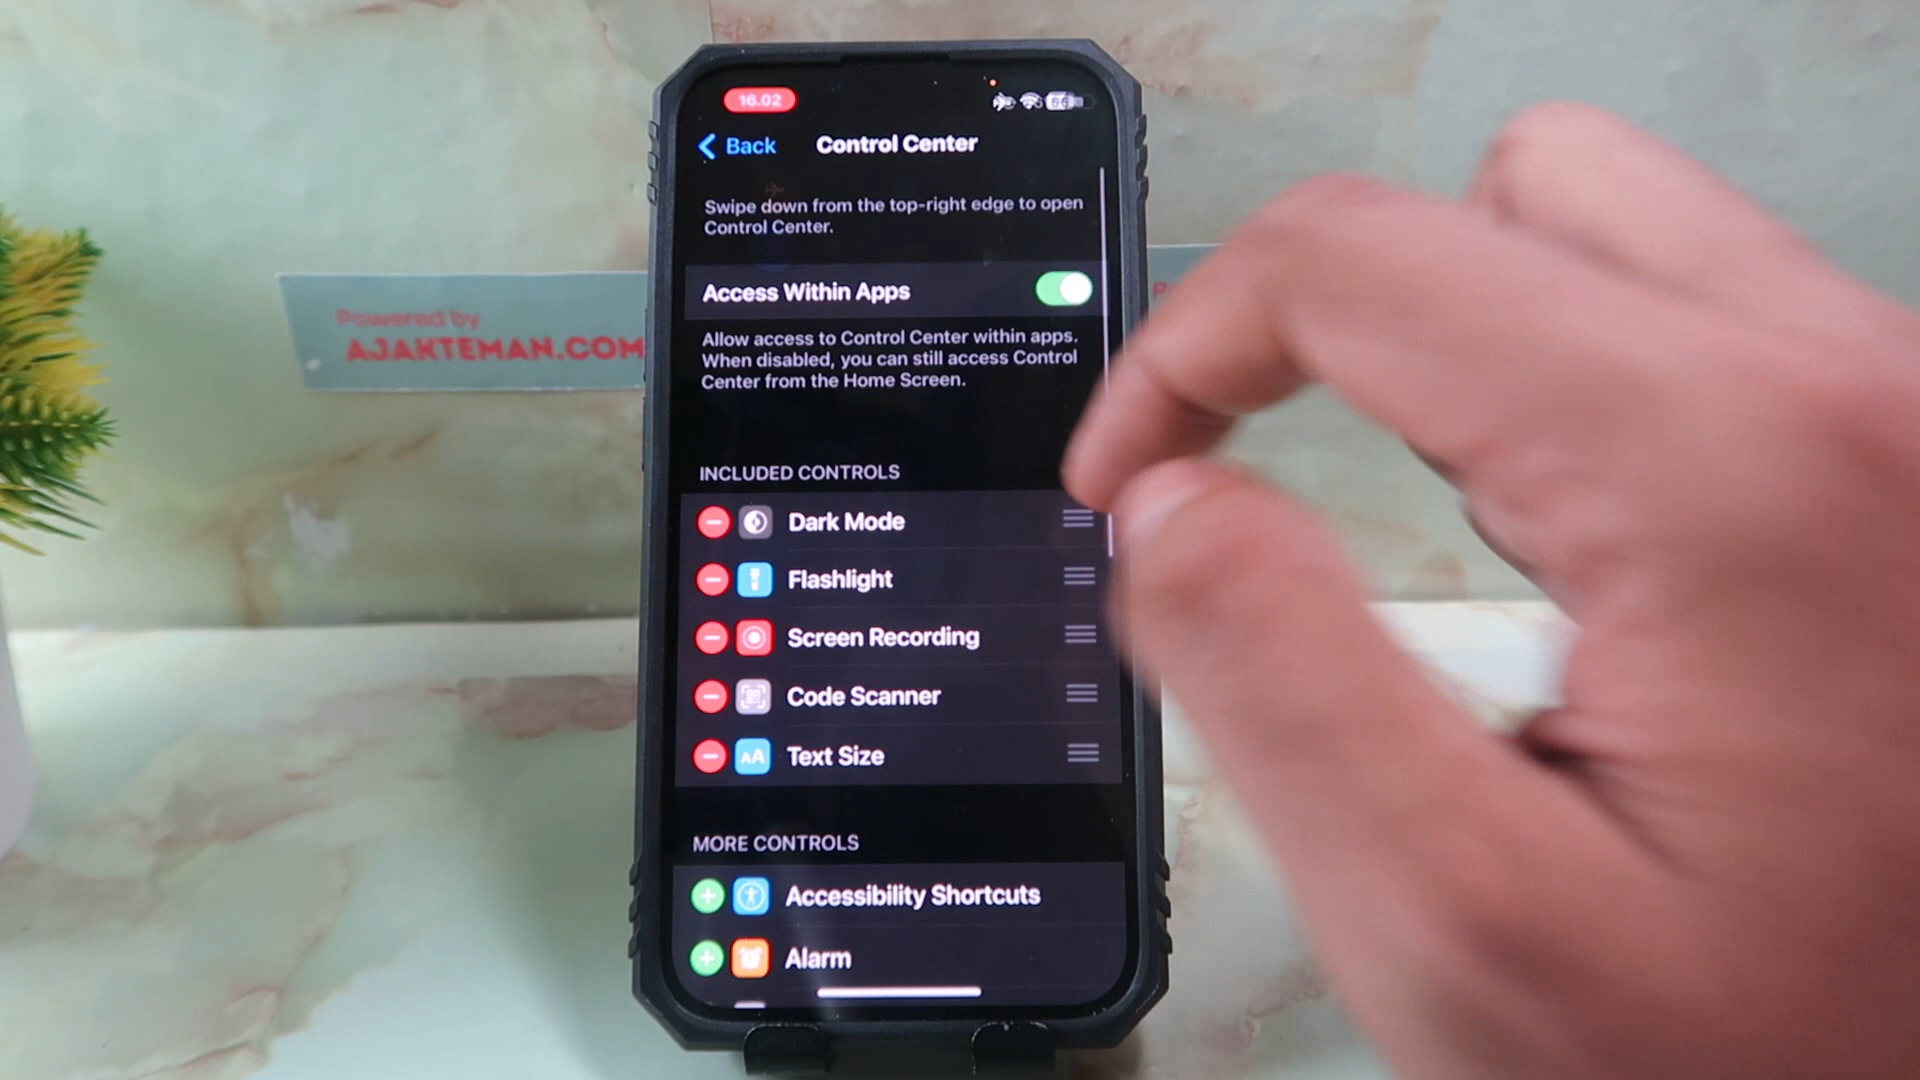 16.02
66
Back
Control Center
Swipe down from the top-right edge to open
Control Center.
Access Within Apps
Allow access to Control Center within apps.
When disabled, you can still access Control
Center from the Home Screen.
Powered by
AJAKTEMAN.COM
INCLUDED CONTROLS
Dark Mode
Flashlight
Screen Recording
Code Scanner
AA
Text Size
MORE CONTROLS
Accessibility Shortcuts
Alarm